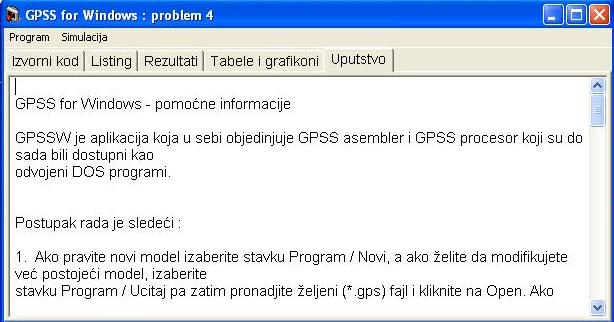 GPSS for Windows : problem 4
Program Simulacija
Izvorni kod Listing Rezultati Tabele i grafikoni Uputstvo
GPSS for Windows - pomoćne informacije
GPSSW je aplikacija koja u sebi objedinjuje GPSS asembler i GPSS procesor koji su do
sada bili dostupni kao
odvojeni DOS programi.
Postupak rada je sledeći :
1. Ako pravite novi model izaberite stavku Program / Novi, a ako želite da modifikujete
već postojeći model, izaberite
stavku Program / Ucitaj pa zatim pronadjite željeni (*.gps) fajl i kliknite na Open. Ako